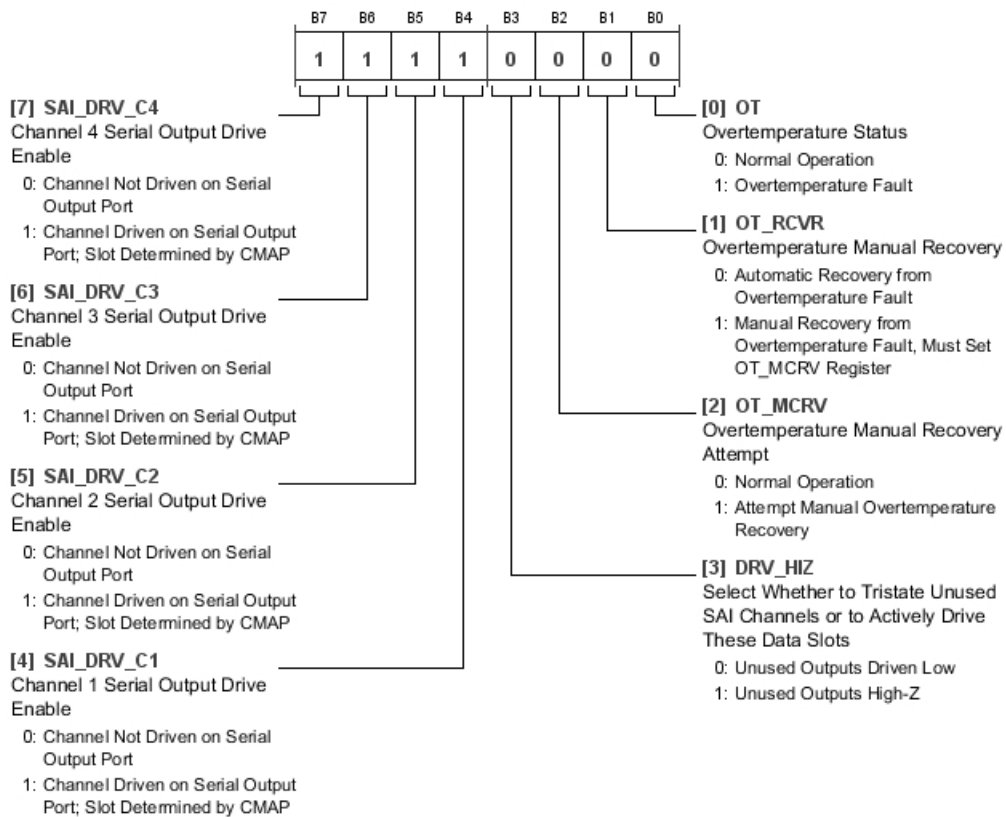 B7 B6 B5 B4 B3 B2 B1 B0
1 1 1 1 0 0 0 0
[7] SAI_DRV_C4
Channel 4 Serial Output Drive
Enable
0: Channel Not Driven on Serial
Output Port
1: Channel Driven on Serial Output
Port; Slot Determined by CMAP
[6] SAI_DRV_C3
Channel 3 Serial Output Drive
Enable
0: Channel Not Driven on Serial
Output Port
1: Channel Driven on Serial Output
Port; Slot Determined by CMAP
[5] SAI_DRV_C2
Channel 2 Serial Output Drive
Enable
0: Channel Not Driven on Serial
Output Port
1: Channel Driven on Serial Output
Port; Slot Determined by CMAP
[4] SAI_DRV_C1
Channel 1 Serial Output Drive
Enable
0: Channel Not Driven on Serial
Output Port
1: Channel Driven on Serial Output
Port; Slot Determined by CMAP
[0] OT
Overtemperature Status
0: Normal Operation
1: Overtemperature Fault
[1] OT_RCVR
Overtemperature Manual Recovery
0: Automatic Recovery from
Overtemperature Fault
1: Manual Recovery from
Overtemperature Fault, Must Set
OT_MCRV Register
[2] OT_MCRV
Overtemperature Manual Recovery
Attempt
0: Normal Operation
1: Attempt Manual Overtemperature
Recovery
[3] DRV_HIZ
Select Whether to Tristate Unused
SAI Channels or to Actively Drive
These Data Slots
0: Unused Outputs Driven Low
1: Unused Outputs High-Z